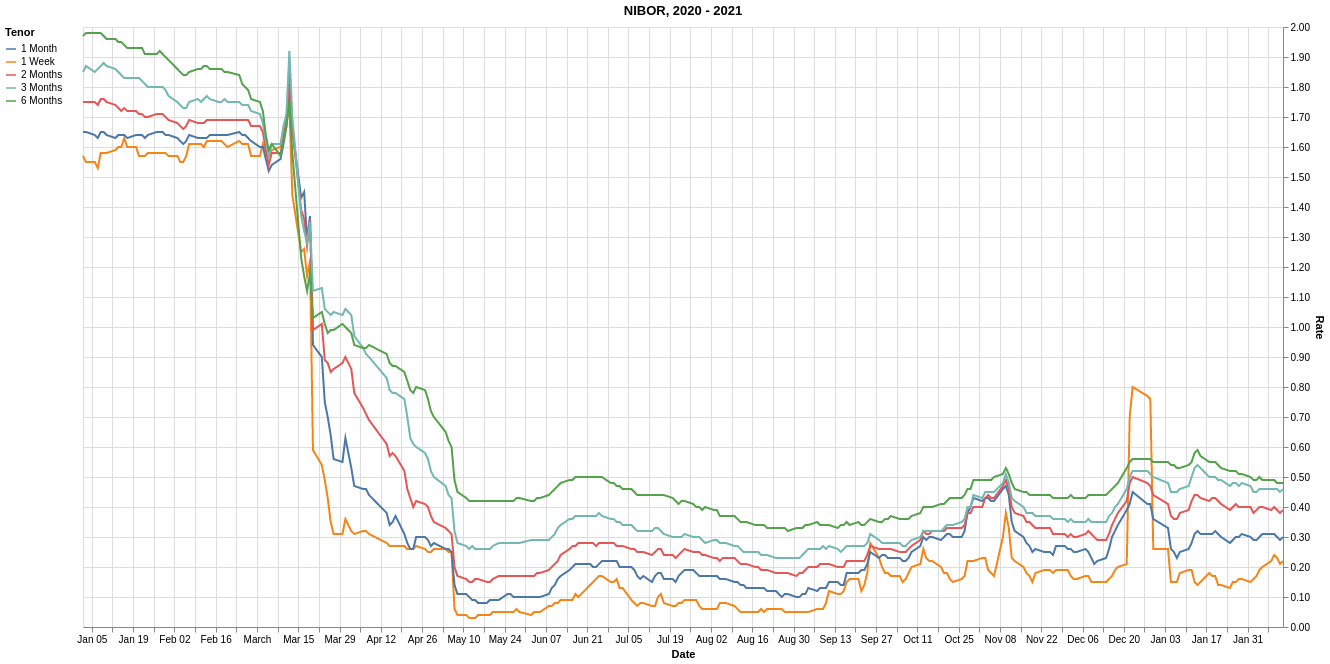 NIBOR, 2020 - 2021
Tenor
1 Month
1 Week
2 Months
3 Months
6 Months
2.00
1.90
1.80
1.70
1.60
1.50
1.40
1.30
1.20
1.10
1.00
0.90
0.80
0.70
0.60
0.50
0.40
0.30
0.20
0.10
0.00
Rate
Jan 05 Jan 19 Feb 02 Feb 16 March Mar 15 Mar 29 Apr 12 Apr 26 May 10 May 24 Jun 07 Jun 21 Jul 05 Jul 19 Aug 02 Aug 16 Aug 30 Sep 13 Sep 27 Oct 11 Oct 25 Nov 08 Nov 22 Dec 06 Dec 20 Jan 03 Jan 17 Jan 31
Date